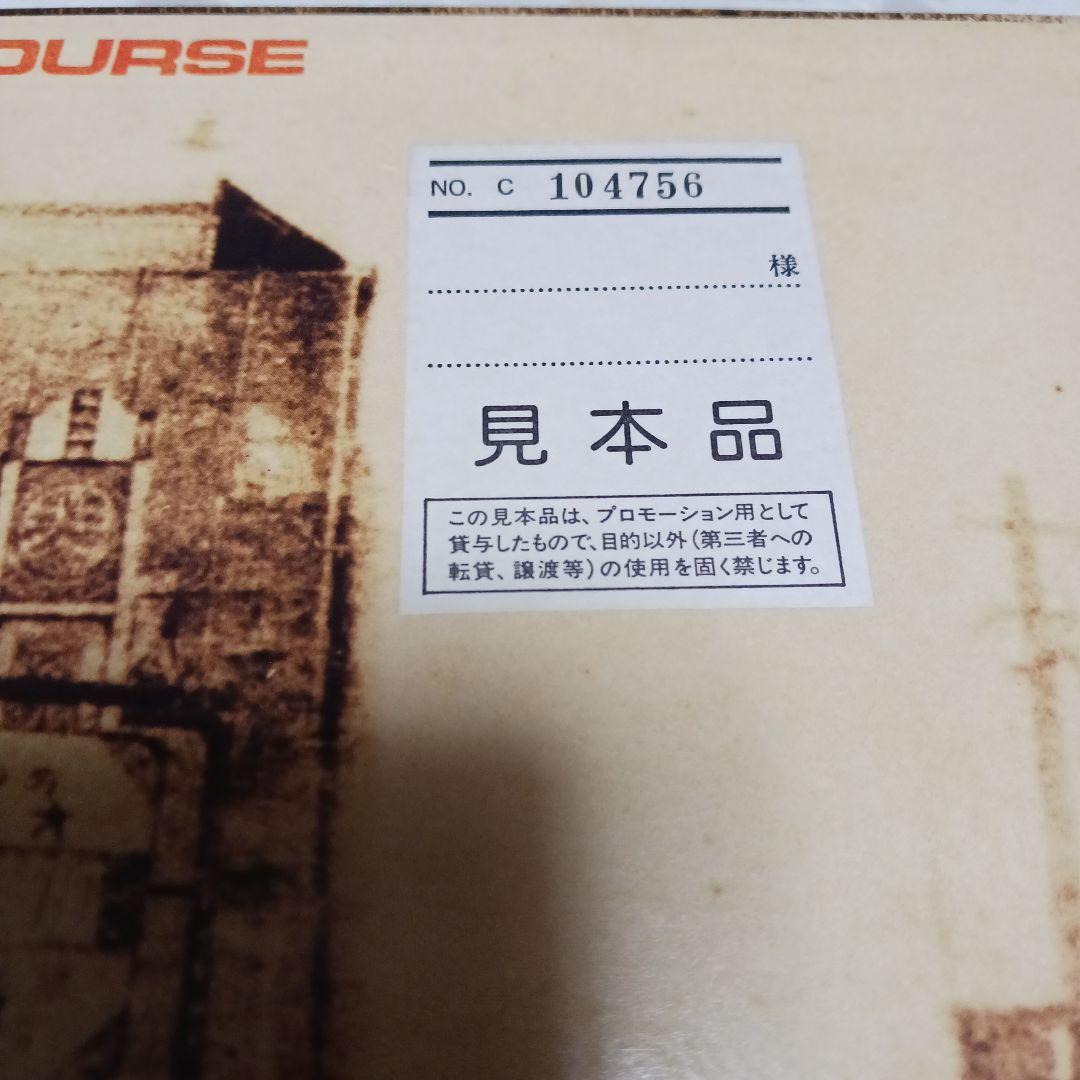 OURSE
NO. C 104756
様
見本品
この見本品は、プロモーション用として
貸与したもので、目的以外(第三者への
転貸、譲渡等)の使用を固く禁じます。